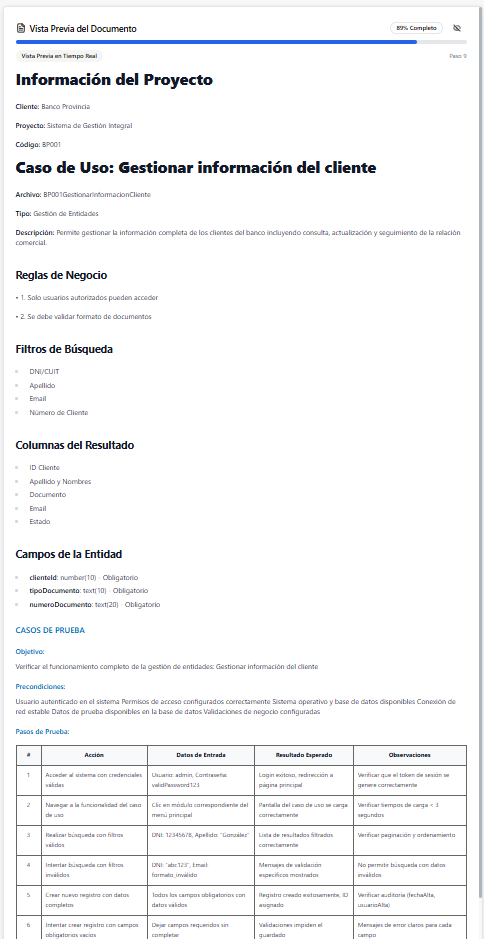 Vista Previa del Documento
89% Completo
Vista Previa en Tiempo Real
Paso 9
Información del Proyecto
Cliente: Banco Provincia
Proyecto: Sistema de Gestión Integral
Código: BP001
Caso de Uso: Gestionar información del cliente
Archivo: BP001GestionarInformacionCliente
Tipo: Gestión de Entidades
Descripción: Permite gestionar la información completa de los clientes del banco incluyendo consulta, actualización y seguimiento de la relación
comercial.
Reglas de Negocio
• 1. Solo usuarios autorizados pueden acceder
• 2. Se debe validar formato de documentos
Filtros de Búsqueda
DNI/CUIT
Apellido
Email
Número de Cliente
Columnas del Resultado
ID Cliente
Apellido y Nombres
Documento
Email
Estado
Campos de la Entidad
clienteId: number(10) - Obligatorio
tipoDocumento: text(10) - Obligatorio
numeroDocumento: text(20) - Obligatorio
CASOS DE PRUEBA
Objetivo:
Verificar el funcionamiento completo de la gestión de entidades: Gestionar información del cliente
Precondiciones:
Usuario autenticado en el sistema Permisos de acceso configurados correctamente Sistema operativo y base de datos disponibles Conexión de
red estable Datos de prueba disponibles en la base de datos Validaciones de negocio configuradas
Pasos de Prueba:
# Acción Datos de Entrada Resultado Esperado Observaciones
1 Acceder al sistema con credenciales válidas Usuario: admin, Contraseña: validPassword123 Login exitoso, redirección a página principal Verificar que el token de sesión se genere correctamente
2 Navegar a la funcionalidad del caso de uso Clic en módulo correspondiente del menú principal Pantalla del caso de uso se carga correctamente Verificar tiempos de carga < 3 segundos
3 Realizar búsqueda con filtros válidos DNI: 12345678, Apellido: "González" Lista de resultados filtrados correctamente Verificar paginación y ordenamiento
4 Intentar búsqueda con filtros inválidos DNI: "abc123", Email: formato_inválido Mensajes de validación específicos mostrados No permitir búsqueda con datos inválidos
5 Crear nuevo registro con datos completos Todos los campos obligatorios con datos válidos Registro creado exitosamente, ID asignado Verificar auditoría (fechaAlta, usuarioAlta)
6 Intentar crear registro con campos obligatorios vacíos Dejar campos requeridos sin completar Validaciones impiden el guardado Mensajes de error claros para cada campo